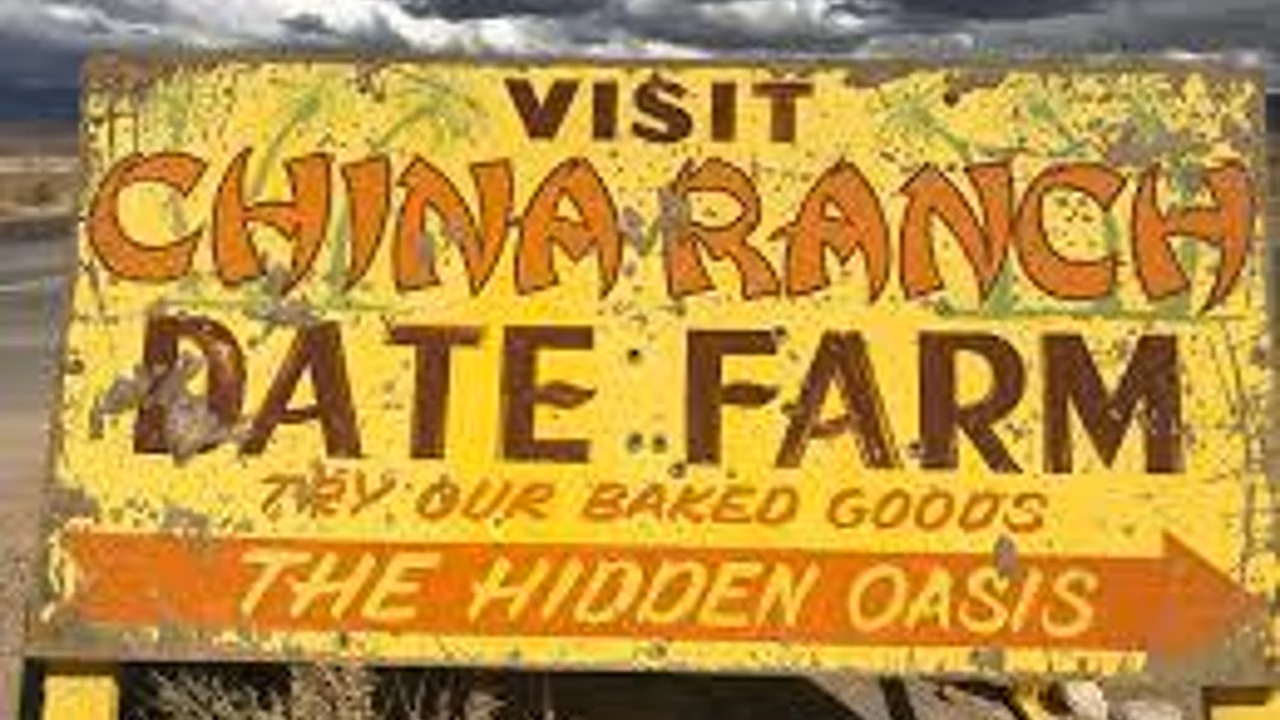 VISIT
CHINA RANCH
DATE FARM
TRY OUR BAKED GOODS
THE HIDDEN OASIS